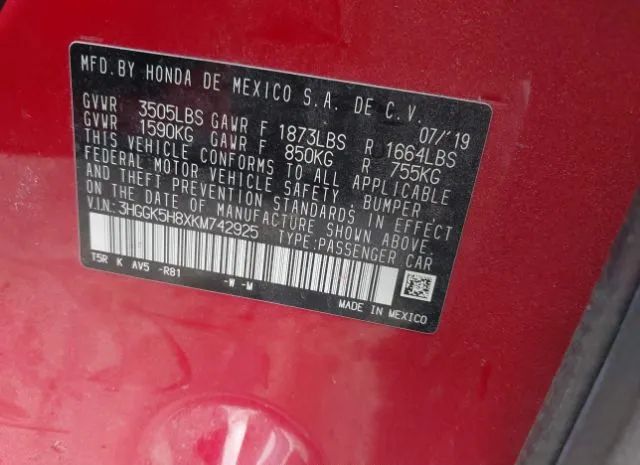 MFD.BY HONDA DE MEXICO S.A. DE C.V.
07/'19
GVWR 3505LBS GAWR F 1873LBS R 1664LBS
GVWR 1590KG GAWR F 850KG R 755KG
THIS VEHICLE CONFORMS TO ALL APPLICABLE
FEDERAL MOTOR VEHICLE SAFETY, BUMPER
AND THEFT PREVENTION STANDARDS IN EFFECT
ON THE DATE OF MANUFACTURE SHOWN ABOVE.
V.I.N: 3HGGK5H8XKM742925 TYPE:PASSENGER CAR
T5R K AV5 -R81 -W -M
MADE IN MEXICO